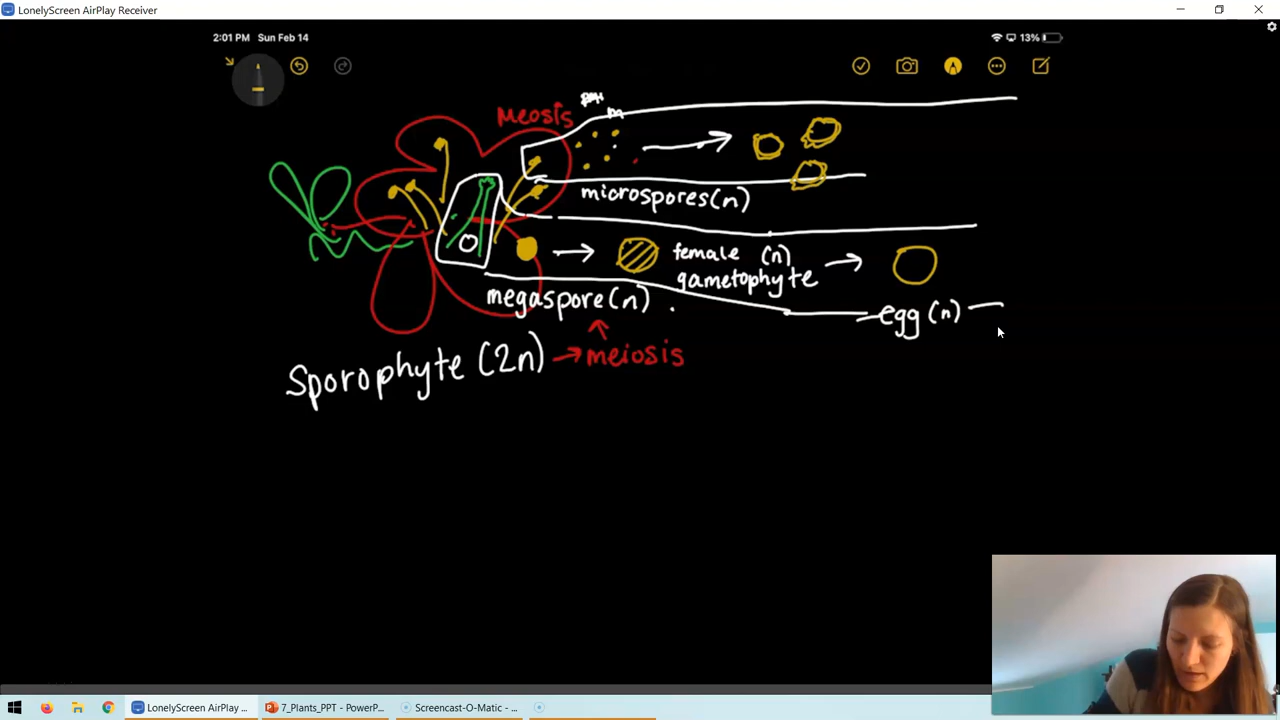 LonelyScreen AirPlay Receiver
2:01 PM Sun Feb 14
13%
Meosis
m
microspores(n)
female (n)
gametophyte
megaspore(n)
egg (n)
Sporophyte (2n) → meiosis
LonelyScreen AirPlay ...
7_Plants_PPT - PowerP...
Screencast-O-Matic - ...